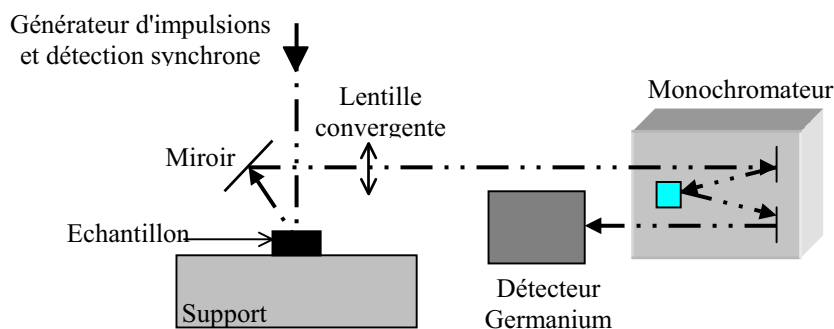 Générateur d'impulsions
et détection synchrone
Lentille
convergente
Monochromateur
Miroir
Echantillon
Support
Détecteur
Germanium